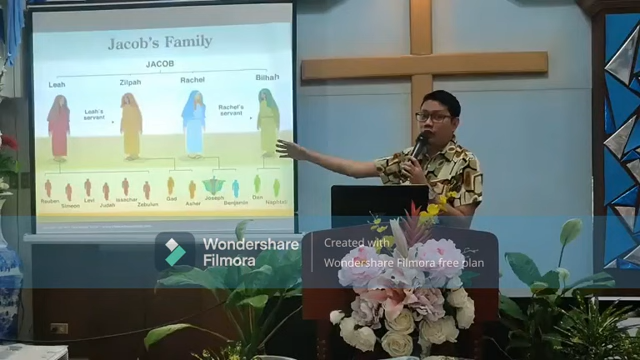 Jacob's Family
JACOB
Leah
Zilpah
Rachel
Bilhah
Leah's
servant
Rachel's
servant
Reuben
Simeon
Levi
Judah
Issachar
Zebulun
Gad
Asher
Joseph
Benjamin
Dan
Naphtali
Wondershare
Filmora
Created with
Wondershare Filmora free plan